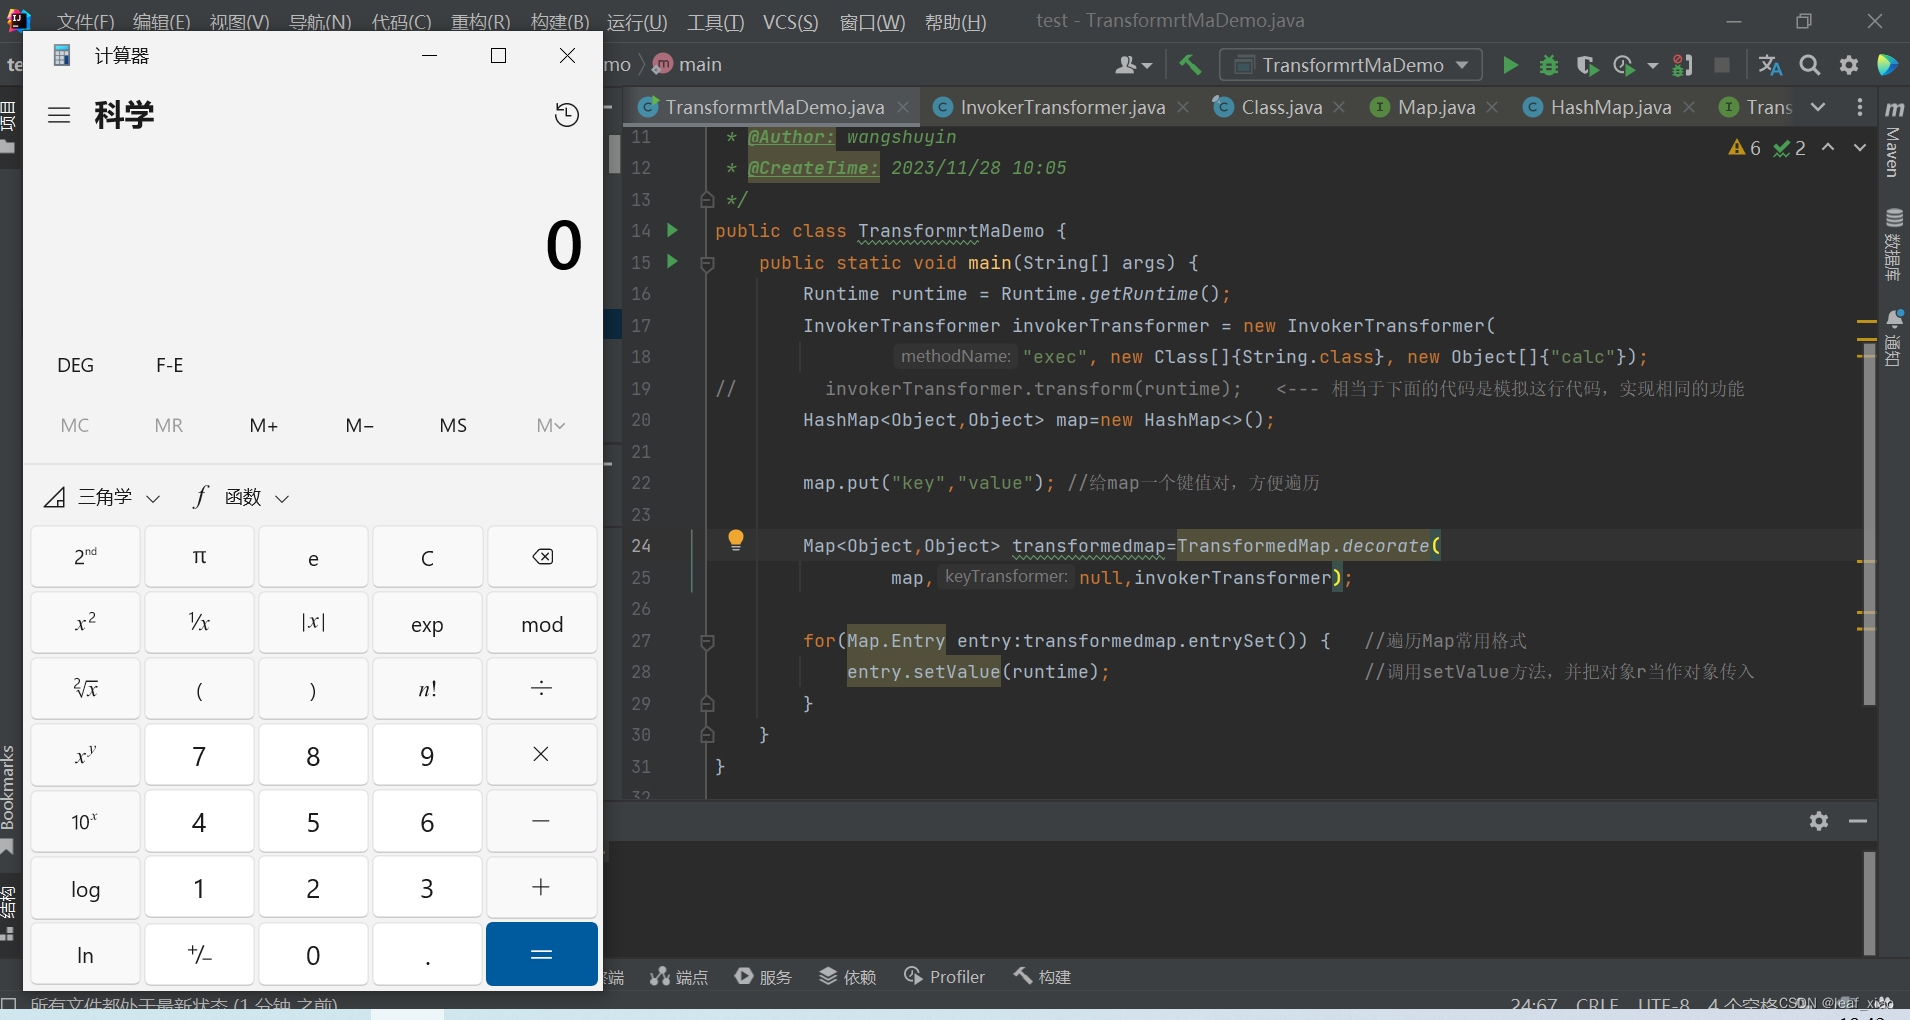 文件(F) 编辑(E) 视图(V) 导航(N) 代码(C) 重构(R) 构建(B) 运行(U) 工具(T) VCS(S) 窗口(W) 帮助(H) test - TransformrtMaDemo.java
计算器
te
mo
main
TransformrtMaDemo
科学
TransformrtMaDemo.java InvokerTransformer.java Class.java Map.java HashMap.java Trans
项目
Maven
数据库
通知
6 2
0
DEG F-E
MC MR M+ M− MS M
三角学 函数
2nd π e C
x2 1/x |x| exp mod
2√x ( ) n! ÷
xy 7 8 9 ×
10x 4 5 6 −
log 1 2 3 +
ln +/− 0 . =
11 * @Author: wangshuyin
12 * @CreateTime: 2023/11/28 10:05
13 */
14 public class TransformrtMaDemo {
15 public static void main(String[] args) {
16 Runtime runtime = Runtime.getRuntime();
17 InvokerTransformer invokerTransformer = new InvokerTransformer(
18 methodName: "exec", new Class[]{String.class}, new Object[]{"calc"});
19 // invokerTransformer.transform(runtime); <--- 相当于下面的代码是模拟这行代码，实现相同的功能
20 HashMap<Object,Object> map=new HashMap<>();
21
22 map.put("key","value"); //给map一个键值对，方便遍历
23
24 Map<Object,Object> transformedmap=TransformedMap.decorate(
25 map, keyTransformer: null,invokerTransformer);
26
27 for(Map.Entry entry:transformedmap.entrySet()) { //遍历Map常用格式
28 entry.setValue(runtime); //调用setValue方法，并把对象r当作对象传入
29 }
30 }
31 }
32
Bookmarks
结构
终端 端点 服务 依赖 Profiler 构建
所有文件都处于最新状态 (1 分钟 之前)
24:67 CRLF UTF-8 4 个空格
CSDN @leaf_xiao